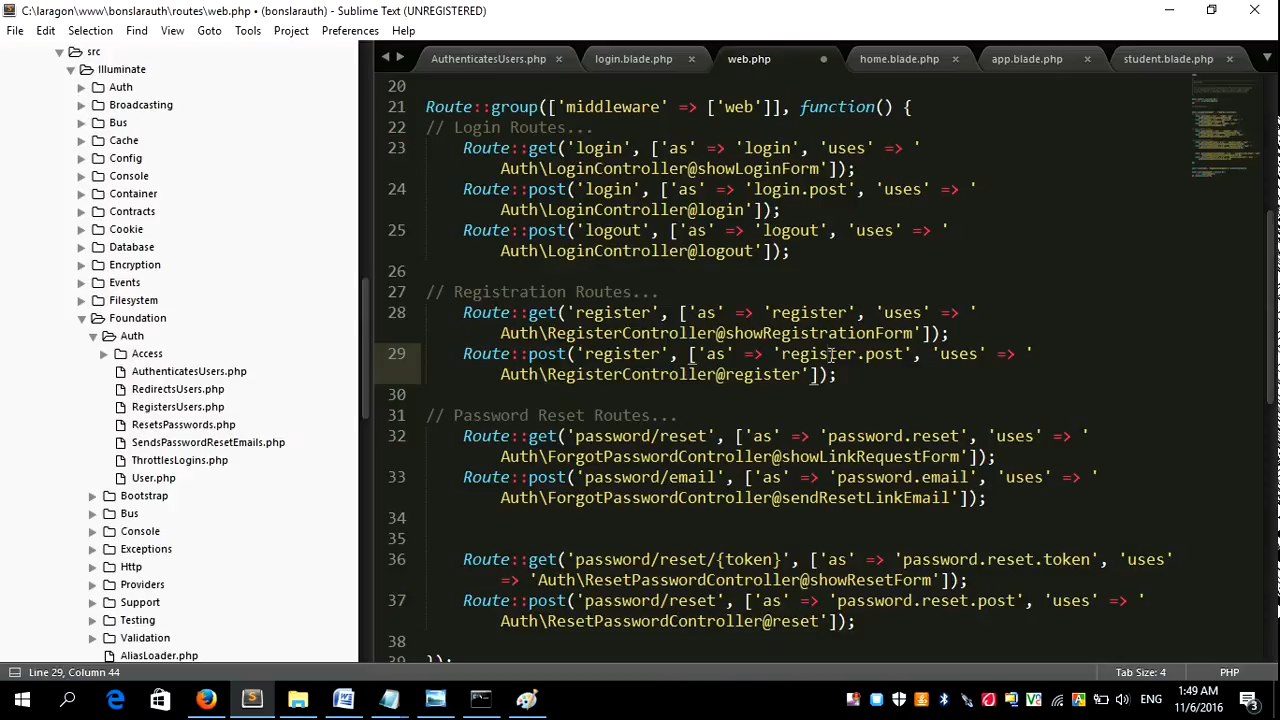 C:\laragon\www\bonslarauth\routes\web.php • (bonslarauth) - Sublime Text (UNREGISTERED)
File Edit Selection Find View Goto Tools Project Preferences Help
src
Illuminate
Auth
Broadcasting
Bus
Cache
Config
Console
Container
Contracts
Cookie
Database
Encryption
Events
Filesystem
Foundation
Auth
Access
AuthenticatesUsers.php
RedirectsUsers.php
RegistersUsers.php
ResetsPasswords.php
SendsPasswordResetEmails.php
ThrottlesLogins.php
User.php
Bootstrap
Bus
Console
Exceptions
Http
Providers
Support
Testing
Validation
AliasLoader.php
AuthenticatesUsers.php login.blade.php web.php home.blade.php app.blade.php student.blade.php
20
21 Route::group(['middleware' => ['web']], function() {
22 // Login Routes...
23 Route::get('login', ['as' => 'login', 'uses' => '
Auth\LoginController@showLoginForm']);
24 Route::post('login', ['as' => 'login.post', 'uses' => '
Auth\LoginController@login']);
25 Route::post('logout', ['as' => 'logout', 'uses' => '
Auth\LoginController@logout']);
26
27 // Registration Routes...
28 Route::get('register', ['as' => 'register', 'uses' => '
Auth\RegisterController@showRegistrationForm']);
29 Route::post('register', ['as' => 'register.post', 'uses' => '
Auth\RegisterController@register']);
30
31 // Password Reset Routes...
32 Route::get('password/reset', ['as' => 'password.reset', 'uses' => '
Auth\ForgotPasswordController@showLinkRequestForm']);
33 Route::post('password/email', ['as' => 'password.email', 'uses' => '
Auth\ForgotPasswordController@sendResetLinkEmail']);
34
35
36 Route::get('password/reset/{token}', ['as' => 'password.reset.token', 'uses'
=> 'Auth\ResetPasswordController@showResetForm']);
37 Route::post('password/reset', ['as' => 'password.reset.post', 'uses' => '
Auth\ResetPasswordController@reset']);
38
39 });
Line 29, Column 44 Tab Size: 4 PHP
ENG 1:49 AM
11/6/2016